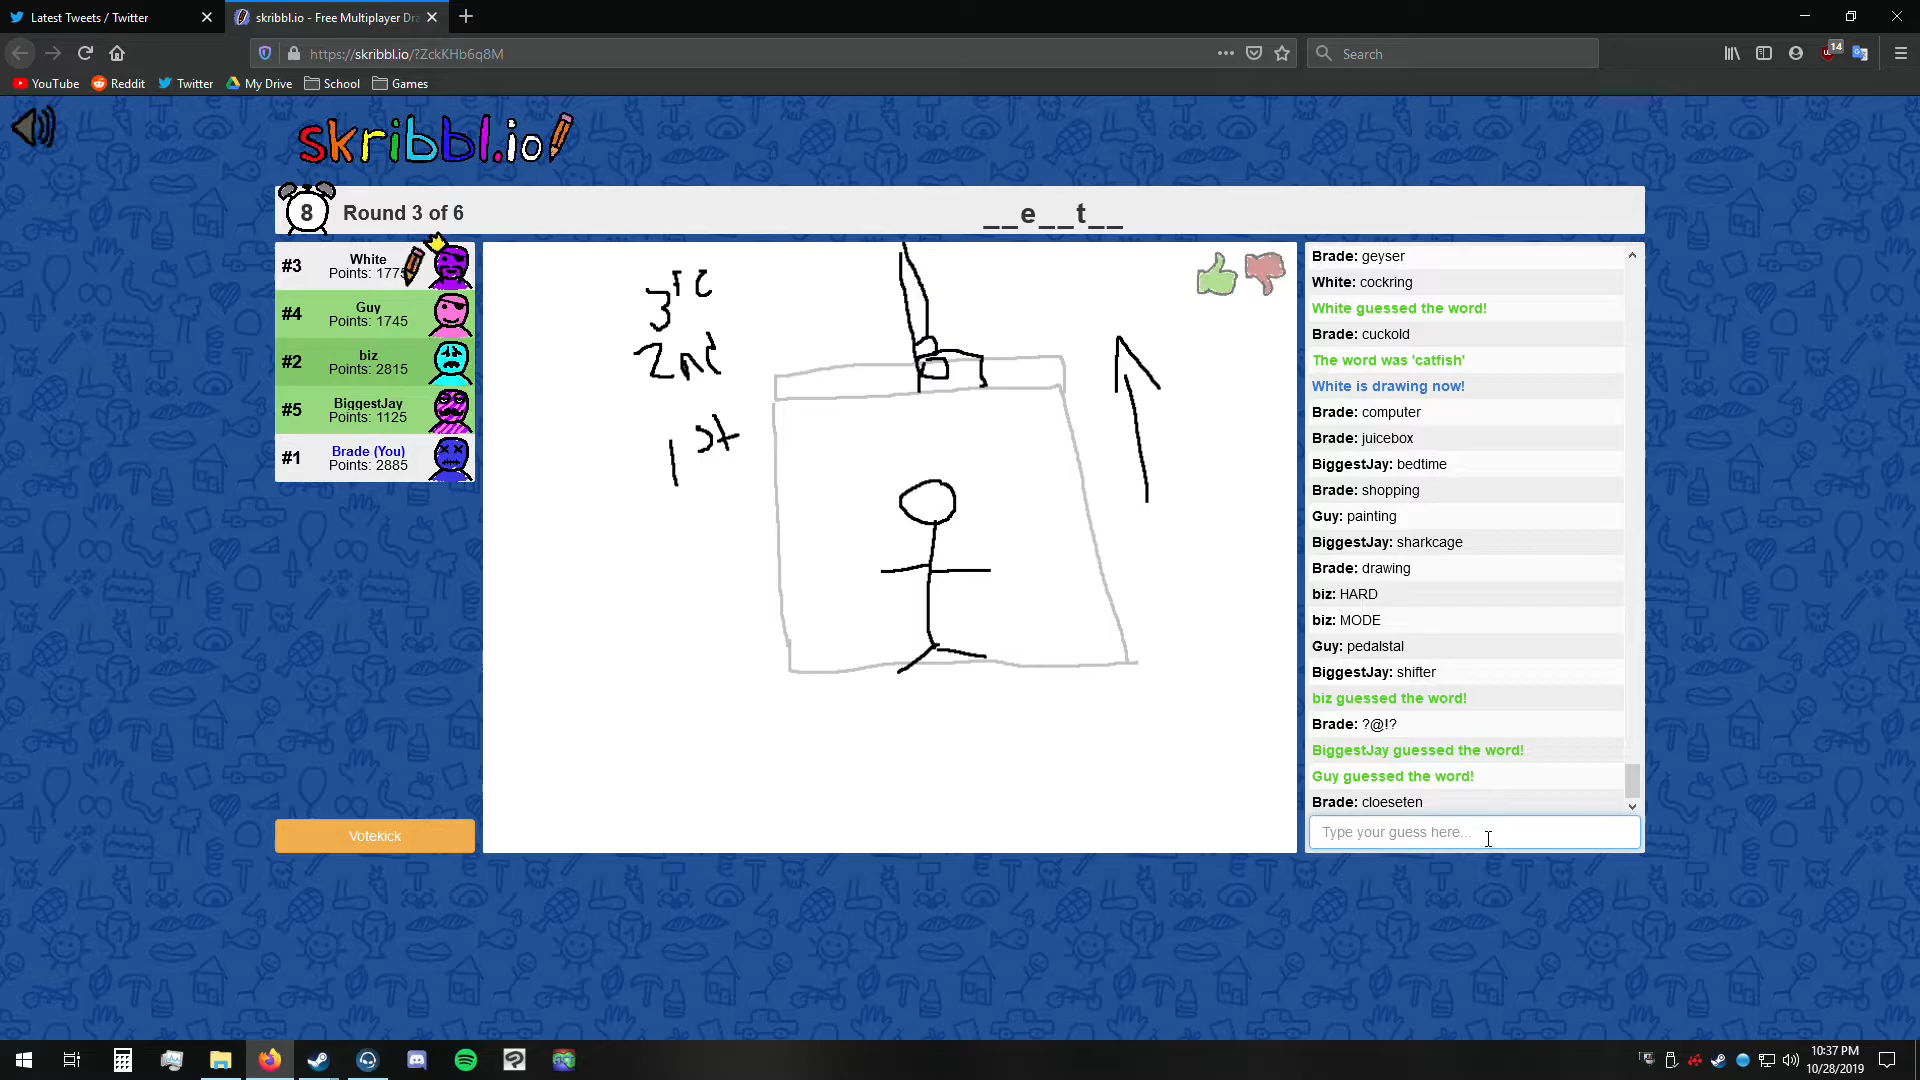 Latest Tweets / Twitter
skribbl.io - Free Multiplayer Dra
https://skribbl.io/?ZckKHb6q8M
Search
14
YouTube
Reddit
Twitter
My Drive
School
Games
skribbl.io
8
Round 3 of 6
__e__t__
#3
White
Points: 1775
#4
Guy
Points: 1745
#2
biz
Points: 2815
#5
BiggestJay
Points: 1125
#1
Brade (You)
Points: 2885
Votekick
2nd
1st
Brade: geyser
White: cockring
White guessed the word!
Brade: cuckold
The word was 'catfish'
White is drawing now!
Brade: computer
Brade: juicebox
BiggestJay: bedtime
Brade: shopping
Guy: painting
BiggestJay: sharkcage
Brade: drawing
biz: HARD
biz: MODE
Guy: pedalstal
BiggestJay: shifter
biz guessed the word!
Brade: ?@!?
BiggestJay guessed the word!
Guy guessed the word!
Brade: cloeseten
Type your guess here...
10:37 PM
10/28/2019